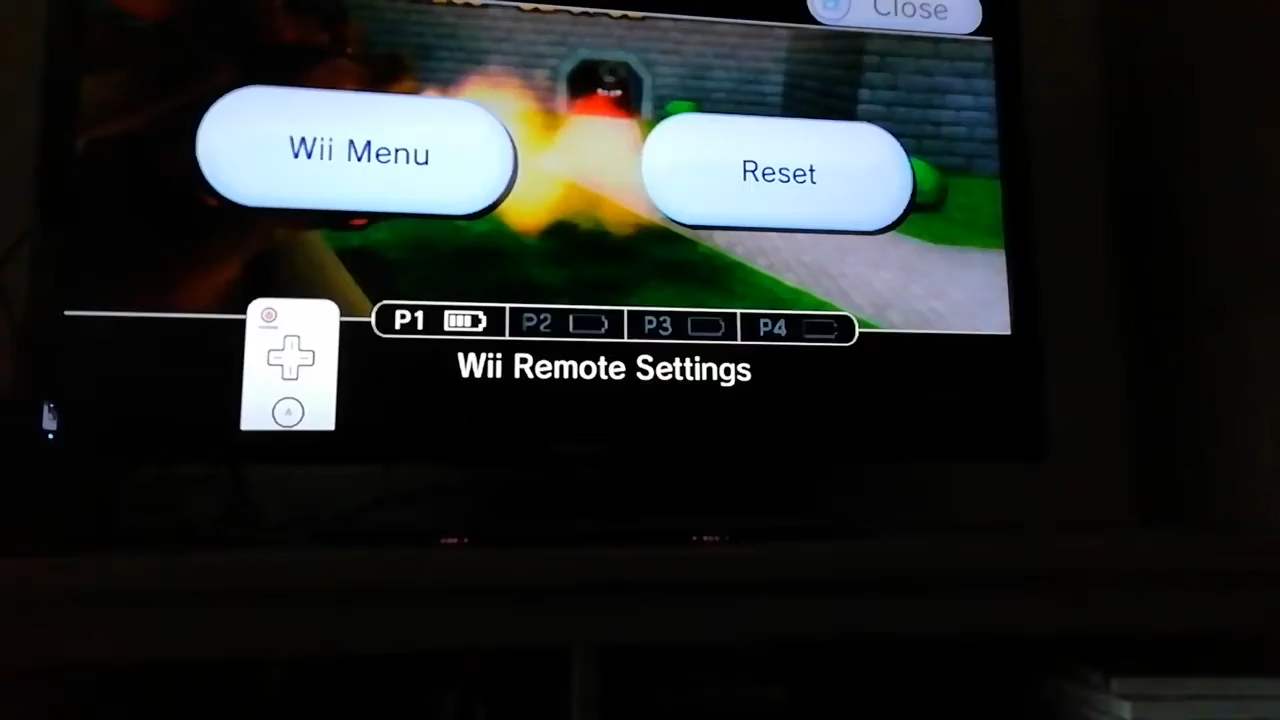 Close
Wii Menu
Reset
P1 P2 P3 P4
Wii Remote Settings